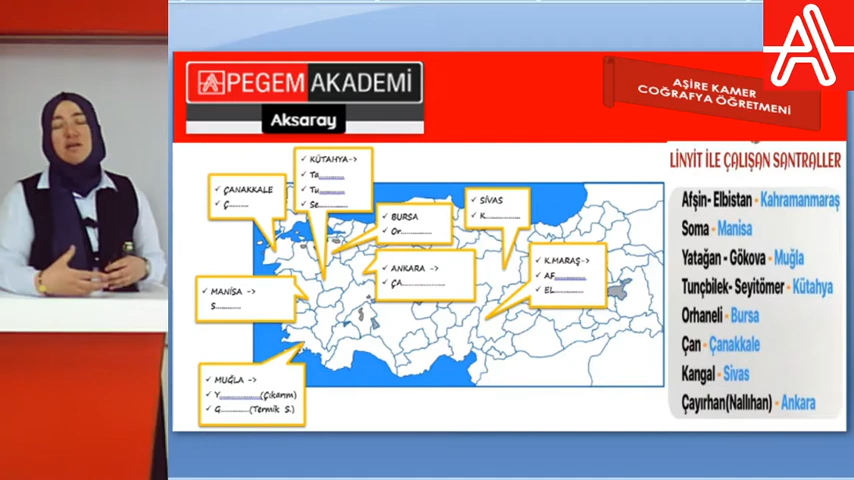 PEGEM AKADEMİ
Aksaray
AŞİRE KAMER
COĞRAFYA ÖĞRETMENİ
ÇANAKKALE
Ç.........
KÜTAHYA->
Ta.........
Tu.........
Se.............
BURSA
Or..................
SİVAS
K.....................
ANKARA ->
ÇA.........................
K.MARAŞ->
AF...........
EL............
MANİSA ->
S................
MUĞLA ->
Y...............(Çıkarım)
G...........(Termik S.)
LİNYİT İLE ÇALIŞAN SANTRALLER
Afşin- Elbistan - Kahramanmaraş
Soma - Manisa
Yatağan - Gökova - Muğla
Tunçbilek- Seyitömer - Kütahya
Orhaneli - Bursa
Çan - Çanakkale
Kangal - Sivas
Çayırhan(Nallıhan) - Ankara